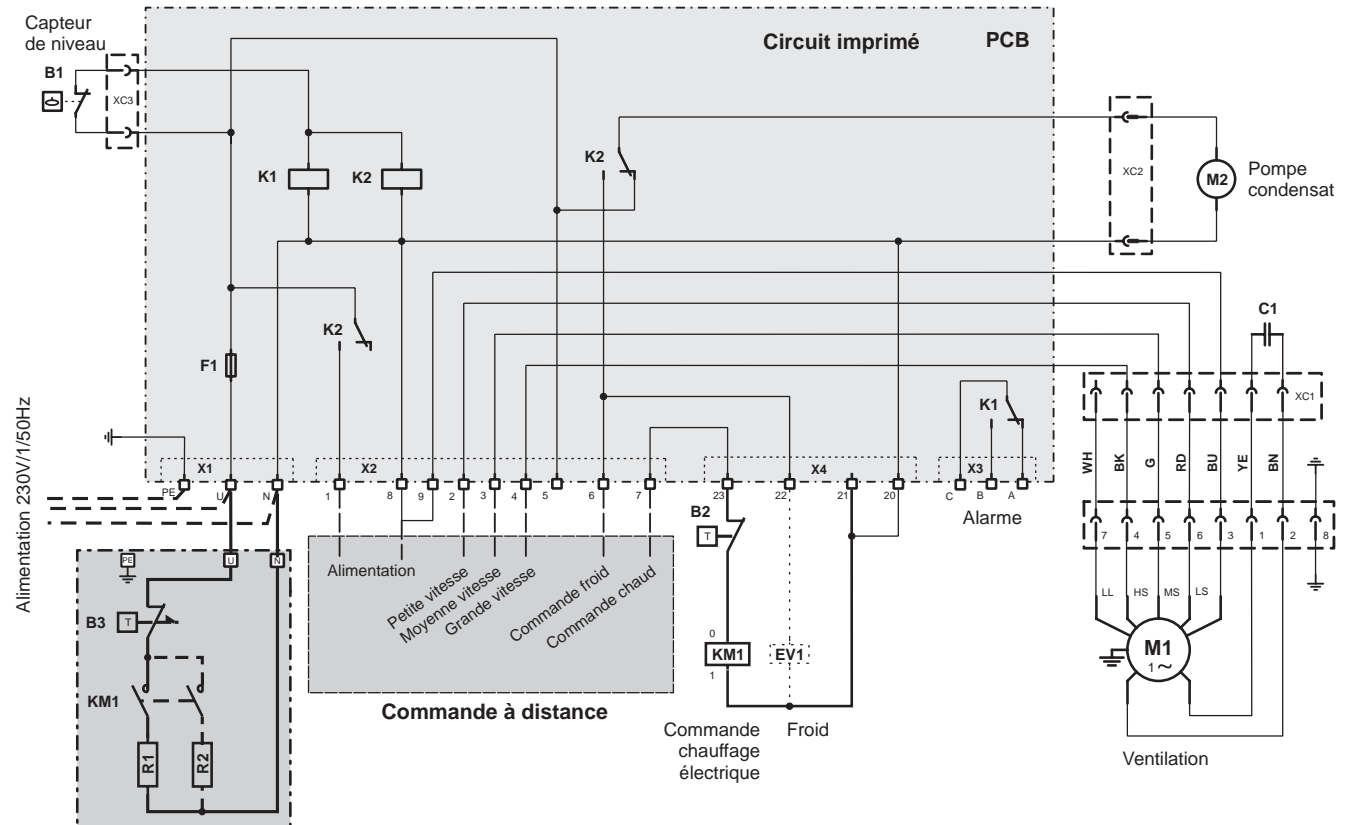 Capteur
de niveau
Circuit imprimé PCB
B1
XC3
K1
K2
K2
XC2
M2
Pompe
condensat
K2
F1
C1
XC1
K1
Alimentation 230V/1/50Hz
X1
X2
X4
X3
PE
U
N
1
8
9
2
3
4
5
6
7
23
22
21
20
C
B
A
Alarme
WH
BK
G
RD
BU
YE
BN
7
4
5
6
3
1
2
8
LL
HS
MS
LS
M1
1~
Ventilation
B2
T
0
KM1
1
EV1
Commande
chauffage
électrique
Froid
Alimentation
Petite vitesse
Moyenne vitesse
Grande vitesse
Commande froid
Commande chaud
Commande à distance
PE
U
N
B3
T
KM1
R1
R2